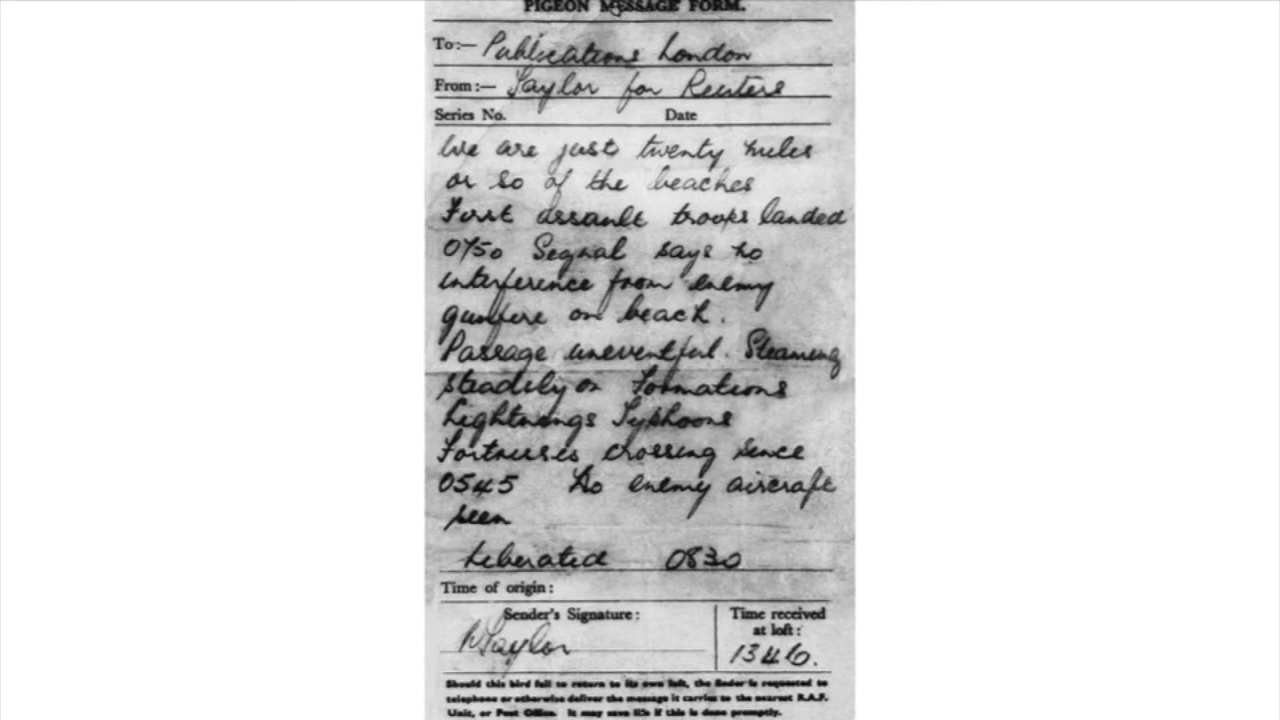 PIGEON MESSAGE FORM.
To:— Publications London
From:— Taylor for Reuters
Series No. Date
We are just twenty miles
or so of the beaches
First assault troops landed
0750 Signal says no
interference from enemy
gunfire on beach.
Passage uneventful. Steaming
steadily on Formations
Lightnings Typhoons
Fortresses crossing since
0545 No enemy aircraft
seen
Liberated 0830
Time of origin:
Sender's Signature: Time received
at loft:
Taylor 1346.
Should this bird fail to return to its own loft, the finder is requested to
telephone or otherwise deliver the message it carries to the nearest R.A.F.
Unit, or Post Office. It may save life if this is done promptly.